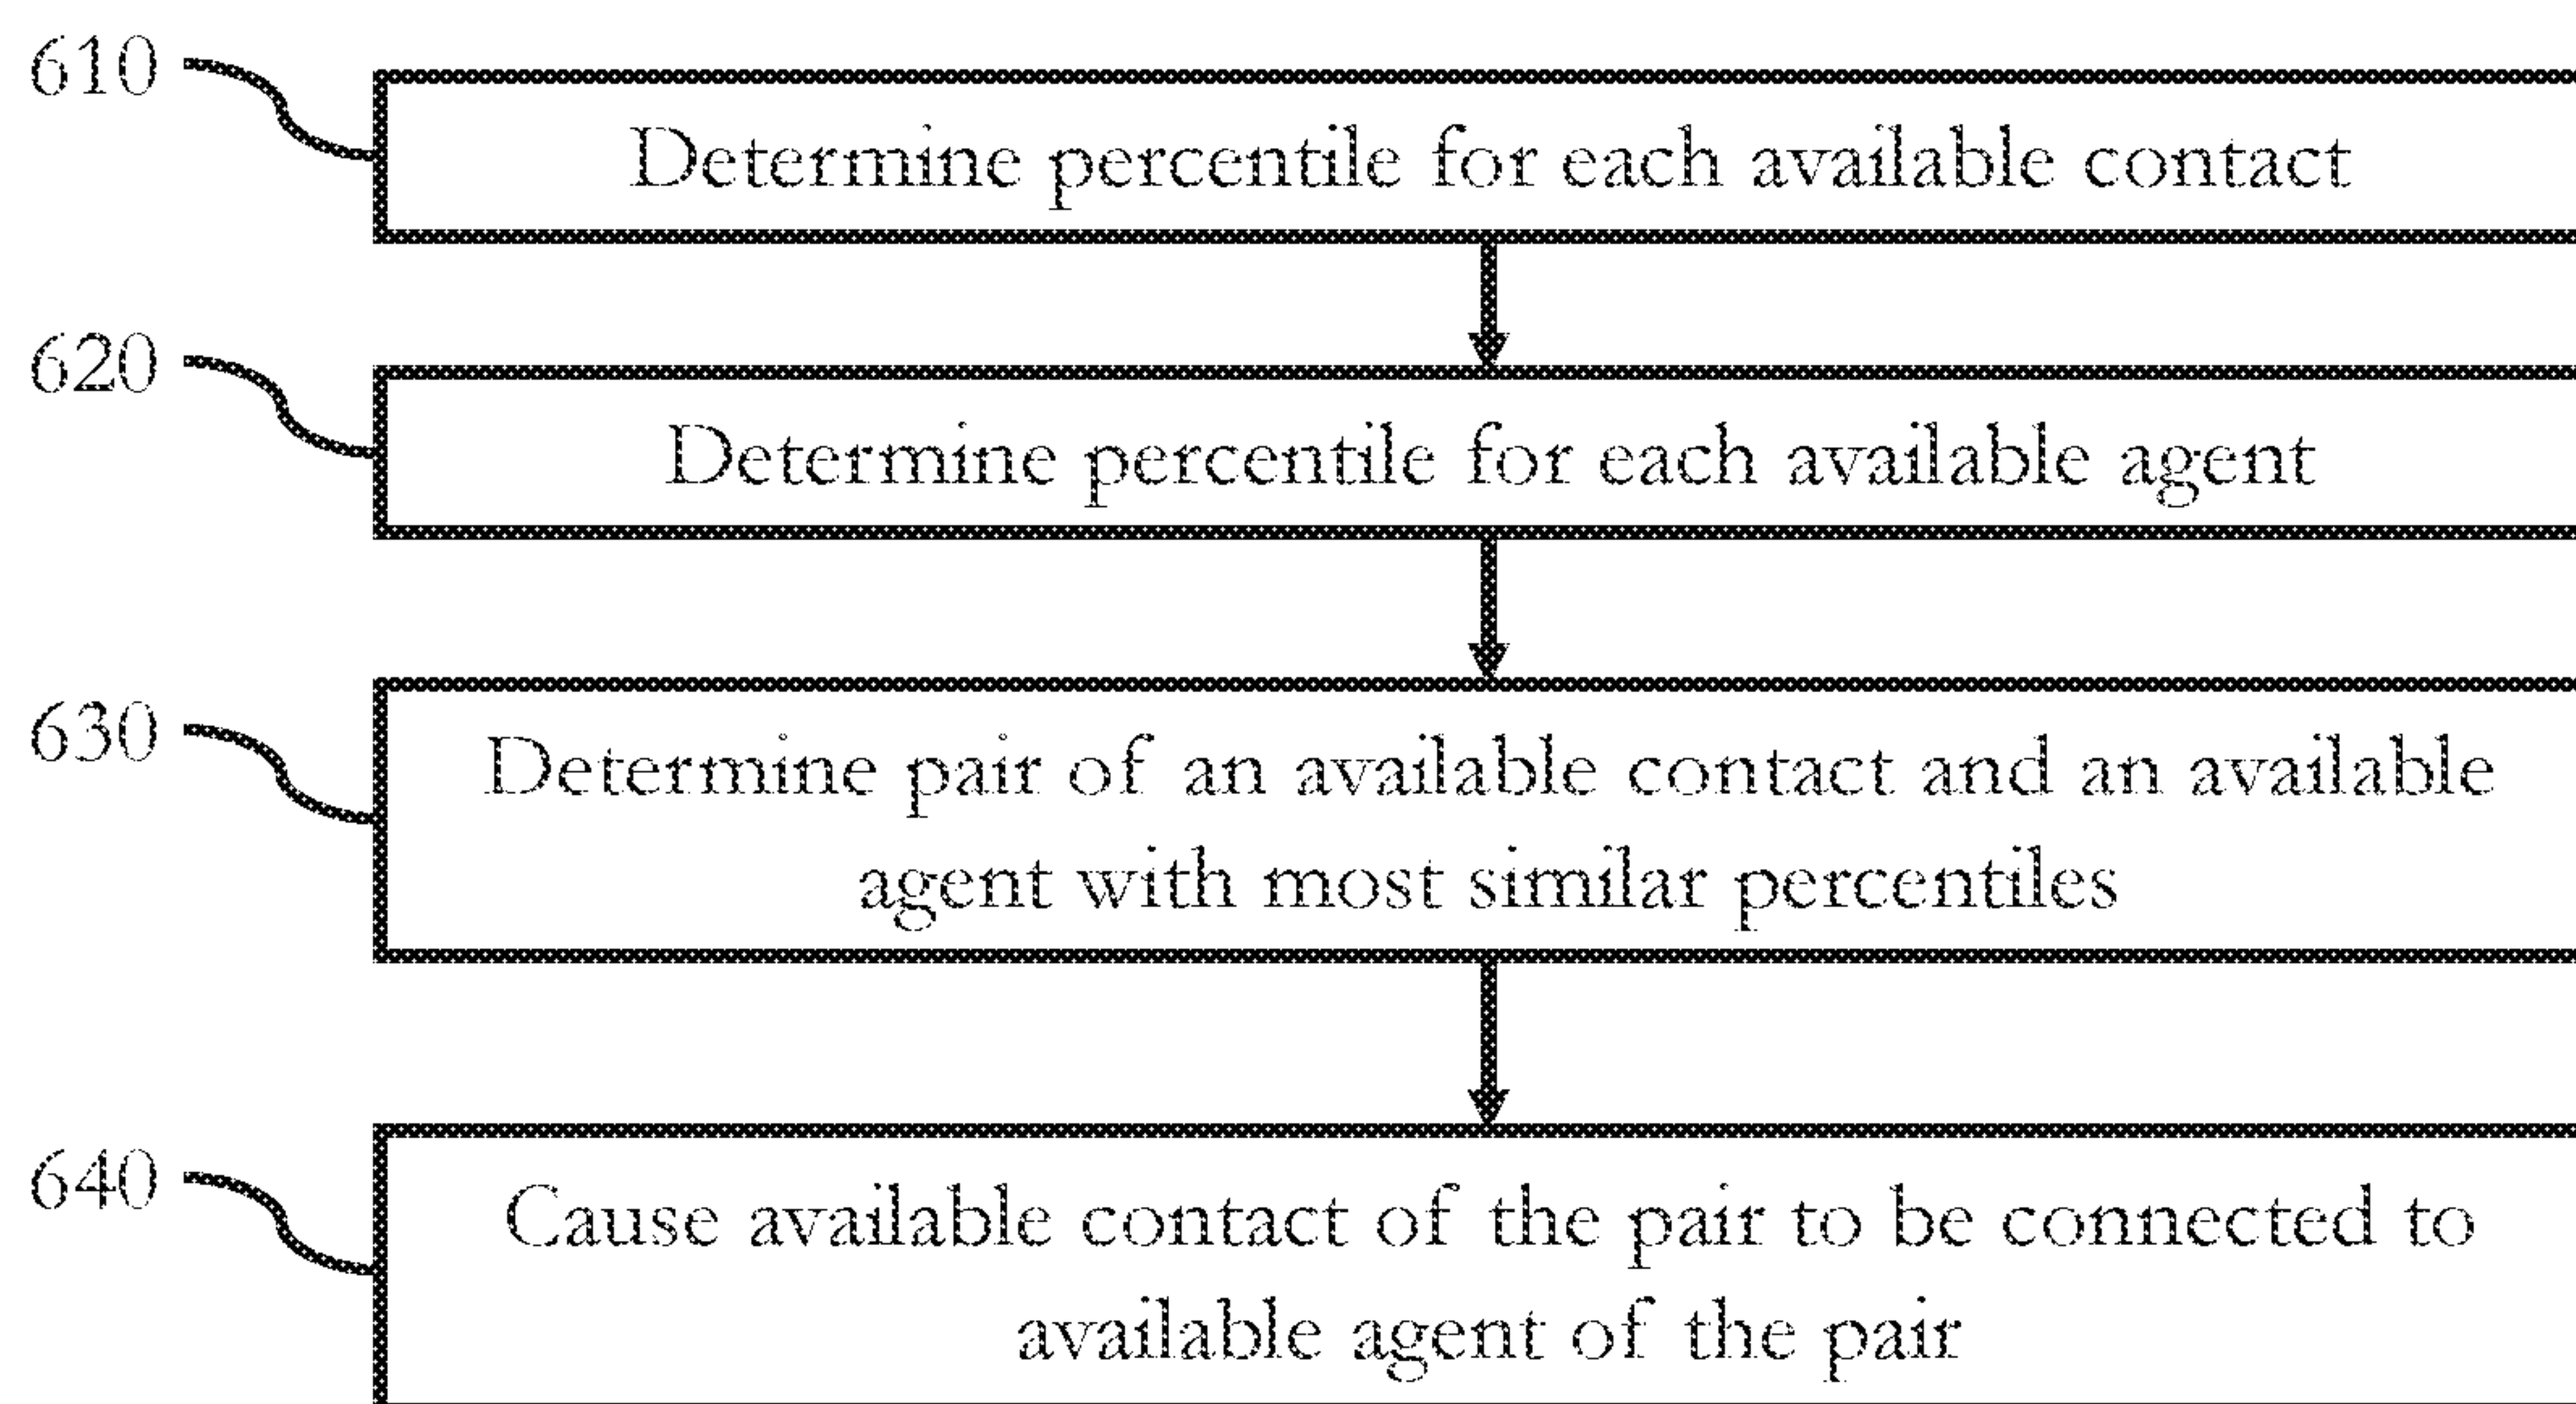 610
Determine percentile for each available contact
620
Determine percentile for each available agent
630
Determine pair of an available contact and an available
agent with most similar percentiles
640
Cause available contact of the pair to be connected to
available agent of the pair